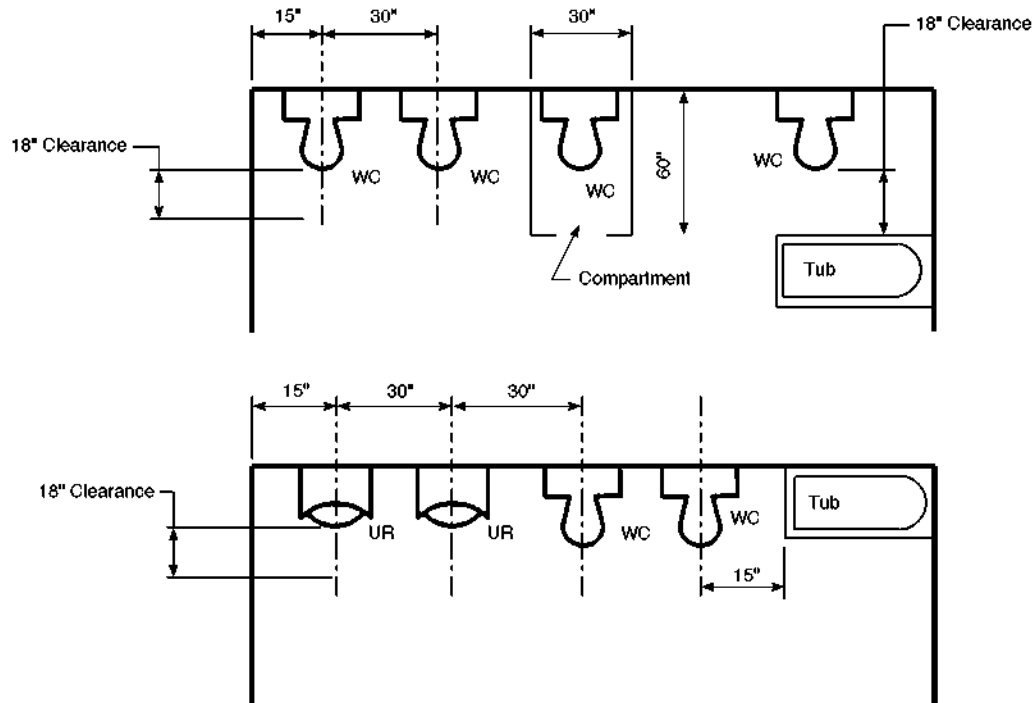 15" 30" 30" 18" Clearance
18" Clearance
WC WC WC WC
60"
Compartment
Tub
15" 30" 30"
18" Clearance
UR UR WC WC Tub
15"